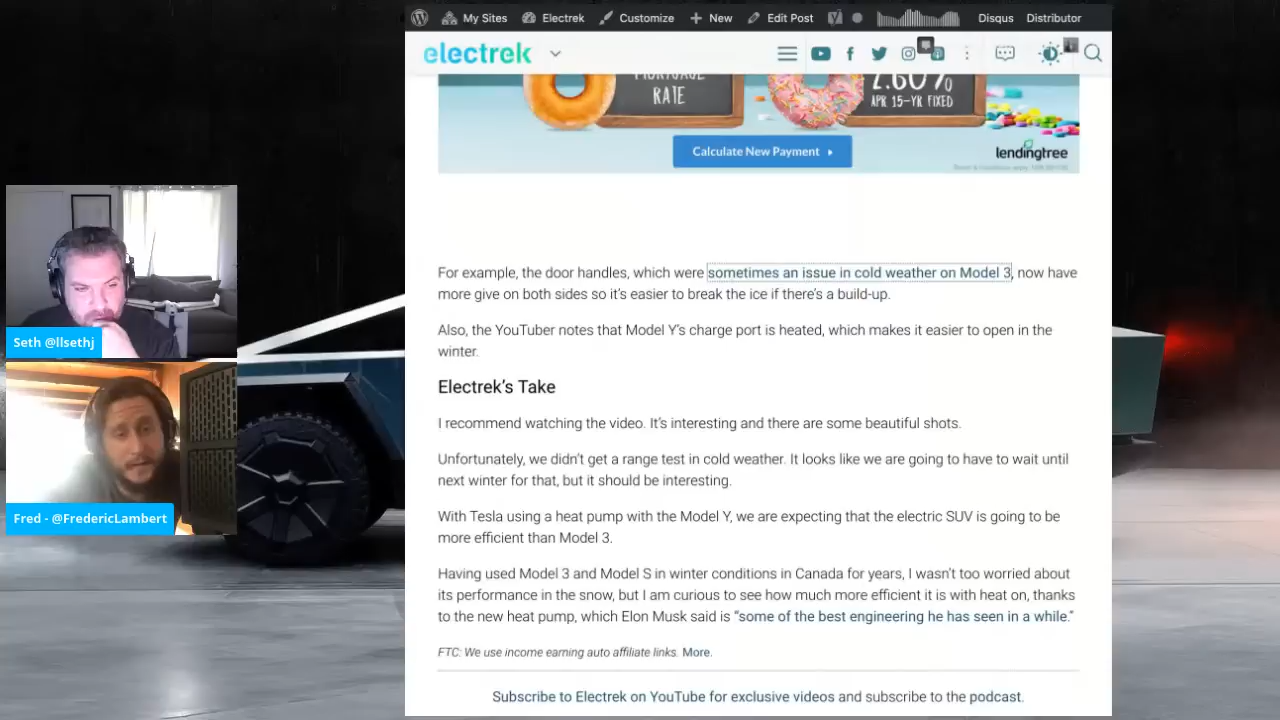 My Sites Electrek Customize New Edit Post Disqus Distributor
electrek
MORTGAGE
RATE
2.60%
APR 15-YR FIXED
Calculate New Payment
lendingtree
For example, the door handles, which were sometimes an issue in cold weather on Model 3, now have
more give on both sides so it's easier to break the ice if there's a build-up.
Also, the YouTuber notes that Model Y's charge port is heated, which makes it easier to open in the
winter.
Electrek's Take
I recommend watching the video. It's interesting and there are some beautiful shots.
Unfortunately, we didn't get a range test in cold weather. It looks like we are going to have to wait until
next winter for that, but it should be interesting.
With Tesla using a heat pump with the Model Y, we are expecting that the electric SUV is going to be
more efficient than Model 3.
Having used Model 3 and Model S in winter conditions in Canada for years, I wasn't too worried about
its performance in the snow, but I am curious to see how much more efficient it is with heat on, thanks
to the new heat pump, which Elon Musk said is “some of the best engineering he has seen in a while.”
FTC: We use income earning auto affiliate links. More.
Subscribe to Electrek on YouTube for exclusive videos and subscribe to the podcast.
Seth @llsethj
Fred - @FredericLambert